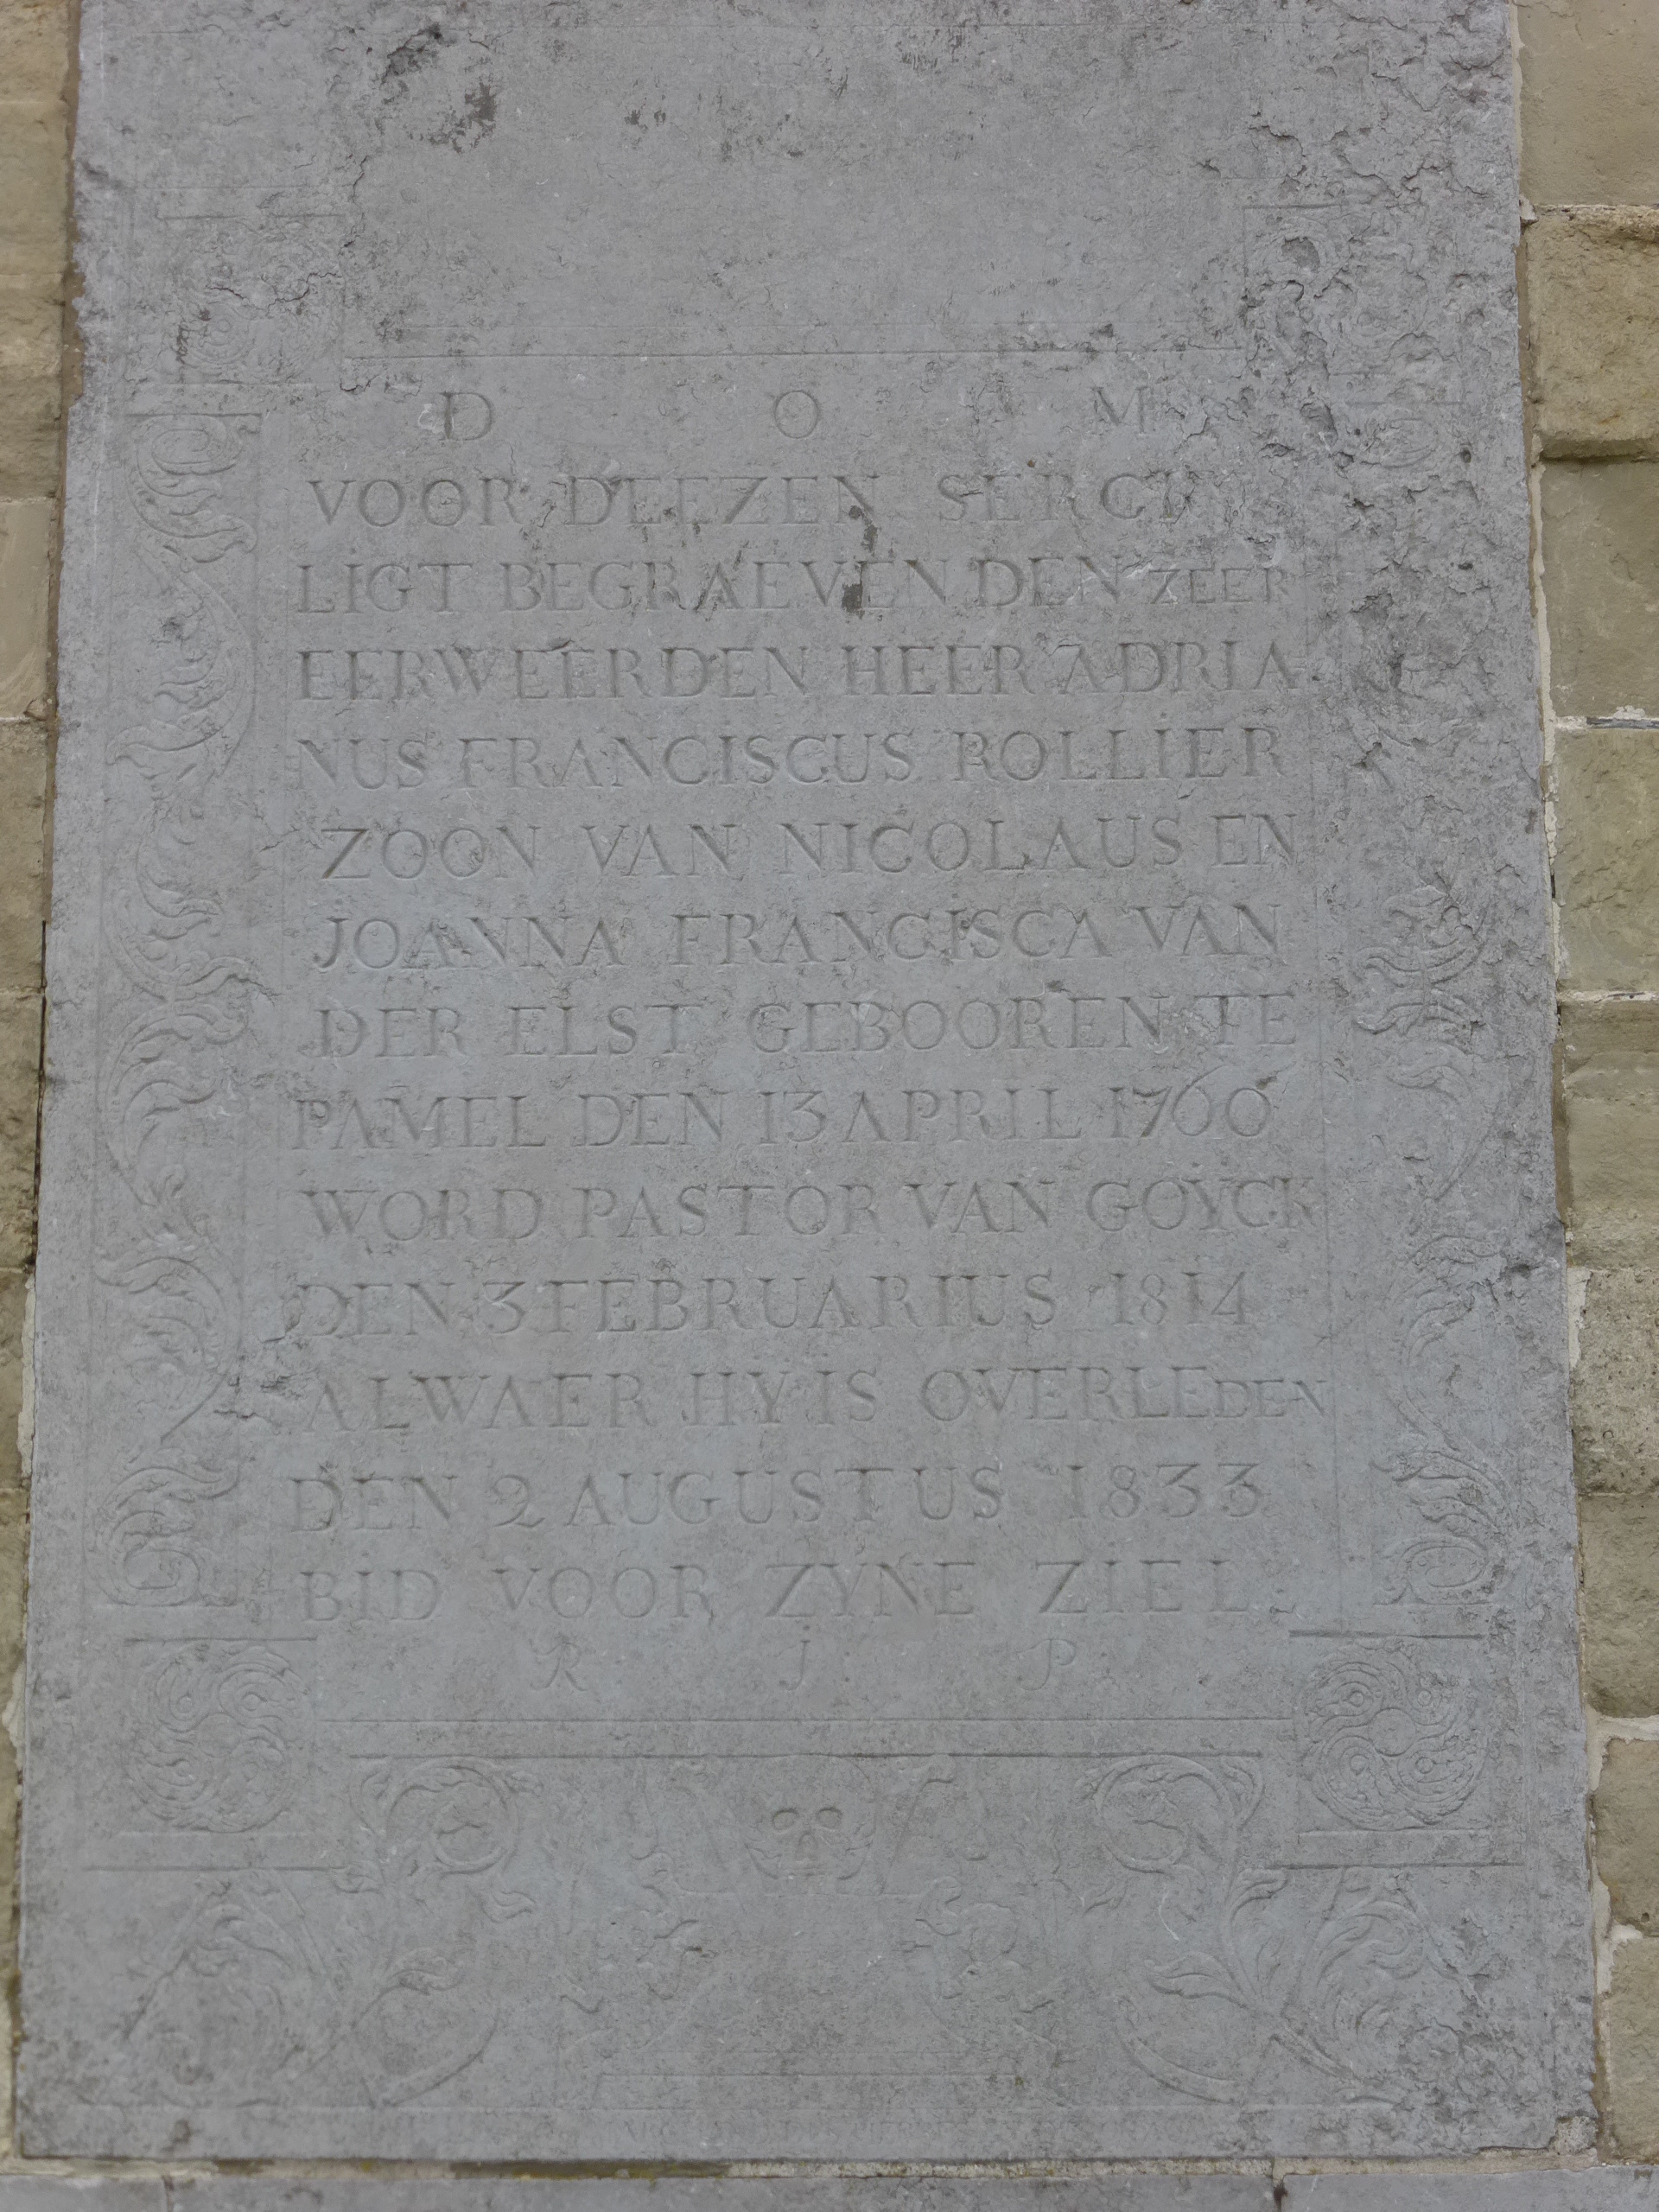 D O M
VOOR DEEZEN SERCK
LIGT BEGRAEVEN DEN ZEER
EERWEERDEN HEER ADRIA
NUS FRANCISCUS ROLLIER
ZOON VAN NICOLAUS EN
JOANNA FRANCISCA VAN
DER ELST GEBOOREN TE
PAMEL DEN 13 APRIL 1760
WORD PASTOR VAN GOYCK
DEN 3 FEBRUARIUS 1814
ALWAER HY IS OVERLEDEN
DEN 2 AUGUSTUS 1833
BID VOOR ZYNE ZIEL
R J P